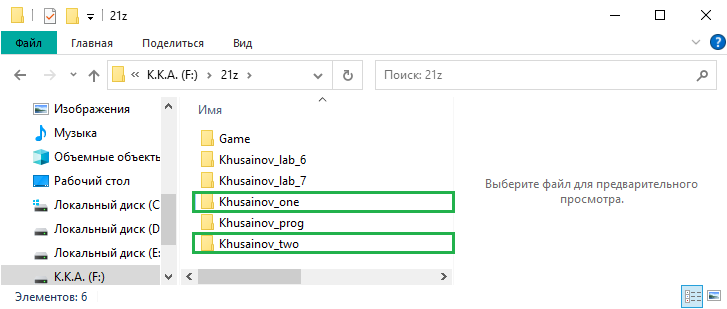 21z
Файл Главная Поделиться Вид
« K.K.A. (F:) > 21z > Поиск: 21z
Имя
Изображения
Музыка
Объемные объекть
Рабочий стол
Локальный диск (C
Локальный диск (D
Локальный диск (E:
K.K.A. (F:)
Game
Khusainov_lab_6
Khusainov_lab_7
Khusainov_one
Khusainov_prog
Khusainov_two
Выберите файл для предварительного
просмотра.
Элементов: 6